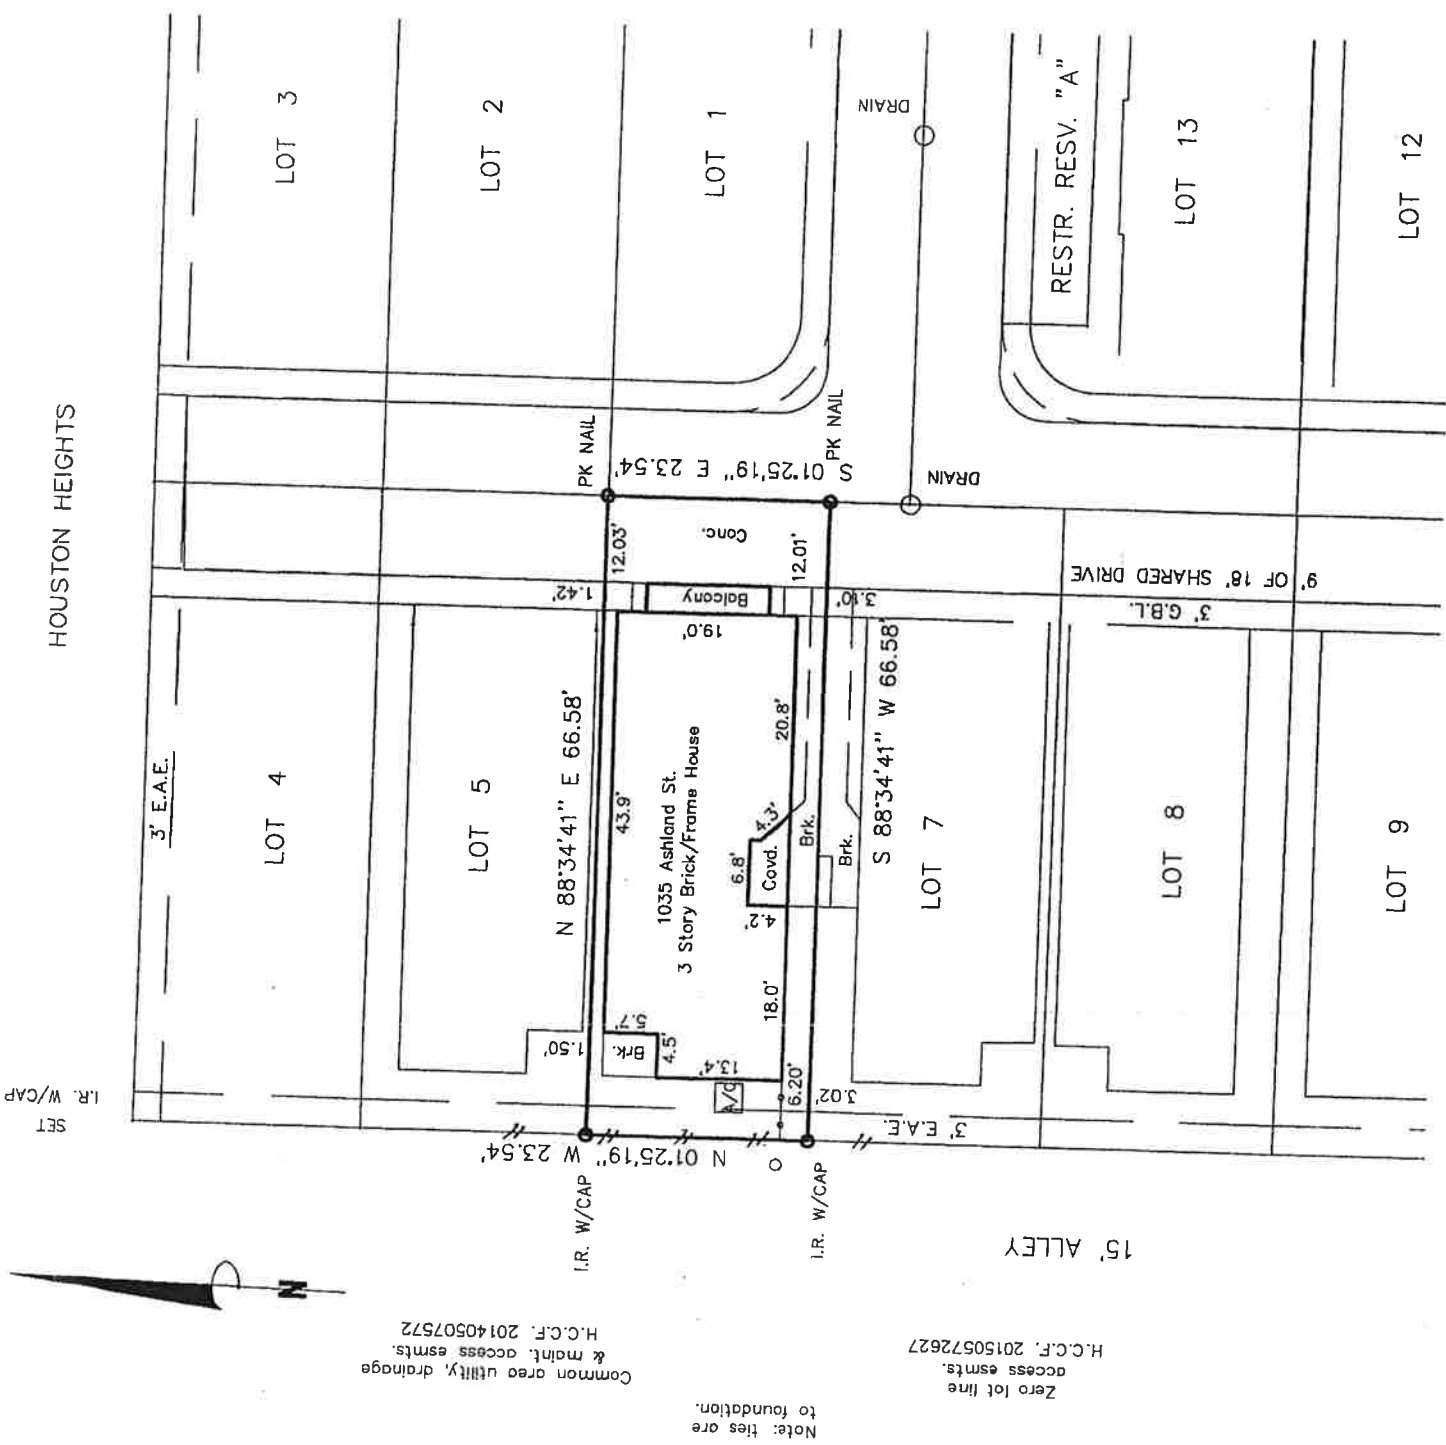 HOUSTON HEIGHTS
LOT 3
LOT 2
LOT 1
DRAIN
RESTR. RESV. "A"
LOT 13
LOT 12
PK NAIL
PK NAIL
S 01°25'19" E 23.54'
DRAIN
12.03'
Conc.
12.01'
9' OF 18' SHARED DRIVE
1.42'
Balcony
3.10'
3' G.B.L.
19.0'
3' E.A.E.
LOT 4
LOT 5
N 88°34'41" E 66.58'
43.9'
1035 Ashland St.
3 Story Brick/Frame House
20.8'
4.3'
6.8'
Covd.
Brk.
Brk.
4.2'
S 88°34'41" W 66.58'
LOT 7
LOT 8
LOT 9
18.0'
5.7'
1.50'
Brk.
4.5'
13.4'
A/C
6.20'
3.02'
3' E.A.E.
SET
I.R. W/CAP
N 01°25'19" W 23.54'
I.R. W/CAP
I.R. W/CAP
15' ALLEY
N
Common area utility, drainage
& maint. access esmts.
H.C.C.F. 20140507572
Zero lot line
access esmts.
H.C.C.F. 20150572627
Note: ties are
to foundation.